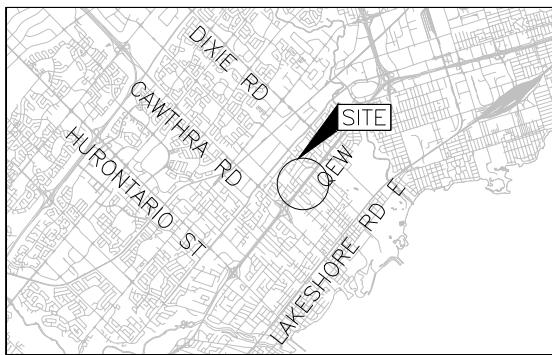 DIXIE RD
CAWTHRA RD
SITE
HURONTARIO ST
QEW
LAKESHORE RD E